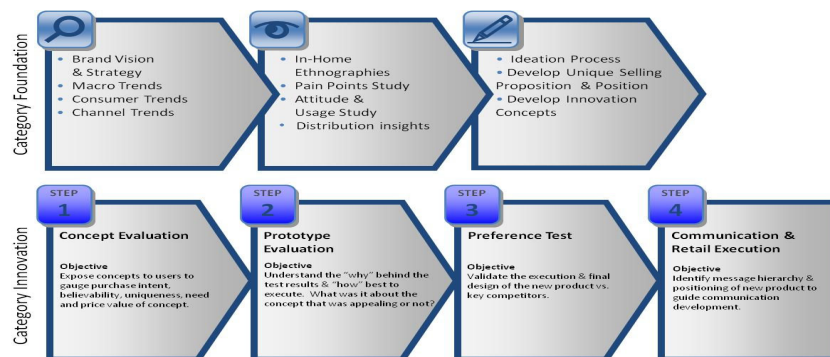 Category Foundation
• Brand Vision
& Strategy
• Macro Trends
• Consumer Trends
• Channel Trends
• In-Home
Ethnographies
• Pain Points Study
• Attitude &
Usage Study
• Distribution insights
• Ideation Process
• Develop Unique Selling
Proposition & Position
• Develop Innovation
Concepts
Category Innovation
STEP
1
Concept Evaluation
Objective
Expose concepts to users to
gauge purchase intent,
believability, uniqueness, need
and price value of concept.
STEP
2
Prototype
Evaluation
Objective
Understand the "why" behind the
test results & "how" best to
execute. What was it about the
concept that was appealing or not?
STEP
3
Preference Test
Objective
Validate the execution & final
design of the new product vs.
key competitors.
STEP
4
Communication &
Retail Execution
Objective
Identify message hierarchy &
positioning of new product to
guide communication
development.